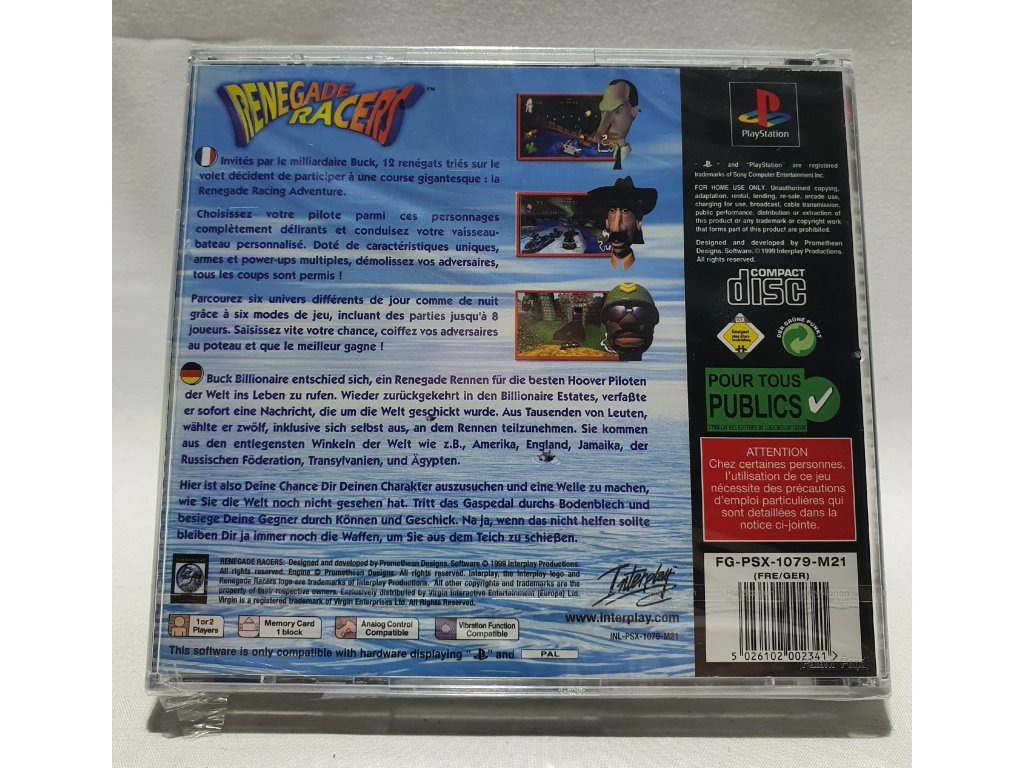 RENEGADE RACERS™
Invités par le milliardaire Buck, 12 renégats triés sur le
volet décident de participer à une course gigantesque : la
Renegade Racing Adventure.
Choisissez votre pilote parmi ces personnages
complètement délirants et conduisez votre vaisseau-
bateau personnalisé. Doté de caractéristiques uniques,
armes et power-ups multiples, démolissez vos adversaires,
tous les coups sont permis !
Parcourez six univers différents de jour comme de nuit
grâce à six modes de jeu, incluant des parties jusqu'à 8
joueurs. Saisissez vite votre chance, coiffez vos adversaires
au poteau et que le meilleur gagne !
Buck Billionaire entschied sich, ein Renegade Rennen für die besten Hoover Piloten
der Welt ins Leben zu rufen. Wieder zurückgekehrt in den Billionaire Estates, verfaßte
er sofort eine Nachricht, die um die Welt geschickt wurde. Aus Tausenden von Leuten,
wählte er zwölf, inklusive sich selbst aus, an dem Rennen teilzunehmen. Sie kommen
aus den entlegensten Winkeln der Welt wie z.B., Amerika, England, Jamaika, der
Russischen Föderation, Transylvanien, und Ägypten.
Hier ist also Deine Chance Dir Deinen Charakter auszusuchen und eine Welle zu machen,
wie Sie die Welt noch nicht gesehen hat. Tritt das Gaspedal durchs Bodenblech und
besiege Deine Gegner durch Können und Geschick. Na ja, wenn das nicht helfen sollte
bleiben Dir ja immer noch die Waffen, um Sie aus dem Teich zu schießen.
RENEGADE RACERS: Designed and developed by Promethean Designs. Software © 1999 Interplay Productions.
All rights reserved. Engine © Promethean Designs. All rights reserved. Interplay, the Interplay logo and
Renegade Racers logo are trademarks of Interplay Productions. All other copyrights and trademarks are the
property of their respective owners. Exclusively distributed by Virgin Interactive Entertainment (Europe) Ltd.
Virgin is a registered trademark of Virgin Enterprises Ltd. All Rights Reserved.
Interplay
www.interplay.com
INL-PSX-1079-M21
1 or 2
Players
Memory Card
1 block
Analog Control
Compatible
Vibration Function
Compatible
This software is only compatible with hardware displaying " " and PAL
PlayStation
" " and "PlayStation" are registered
trademarks of Sony Computer Entertainment Inc.
FOR HOME USE ONLY. Unauthorised copying,
adaptation, rental, lending, re-sale, arcade use,
charging for use, broadcast, cable transmission,
public performance, distribution or extraction of
this product or any trademark or copyright work
that forms part of this product are prohibited.
Designed and developed by Promethean
Designs. Software. © 1999 Interplay Productions.
All rights reserved.
COMPACT
disc
DER GRÜNE PUNKT
POUR TOUS
PUBLICS
SYNDICAT DES EDITEURS DE LOGICIELS DE LOISIR
ATTENTION
Chez certaines personnes,
l'utilisation de ce jeu
nécessite des précautions
d'emploi particulières qui
sont detaillées dans la
notice ci-jointe.
FG-PSX-1079-M21
(FRE/GER)
5 026102 002341